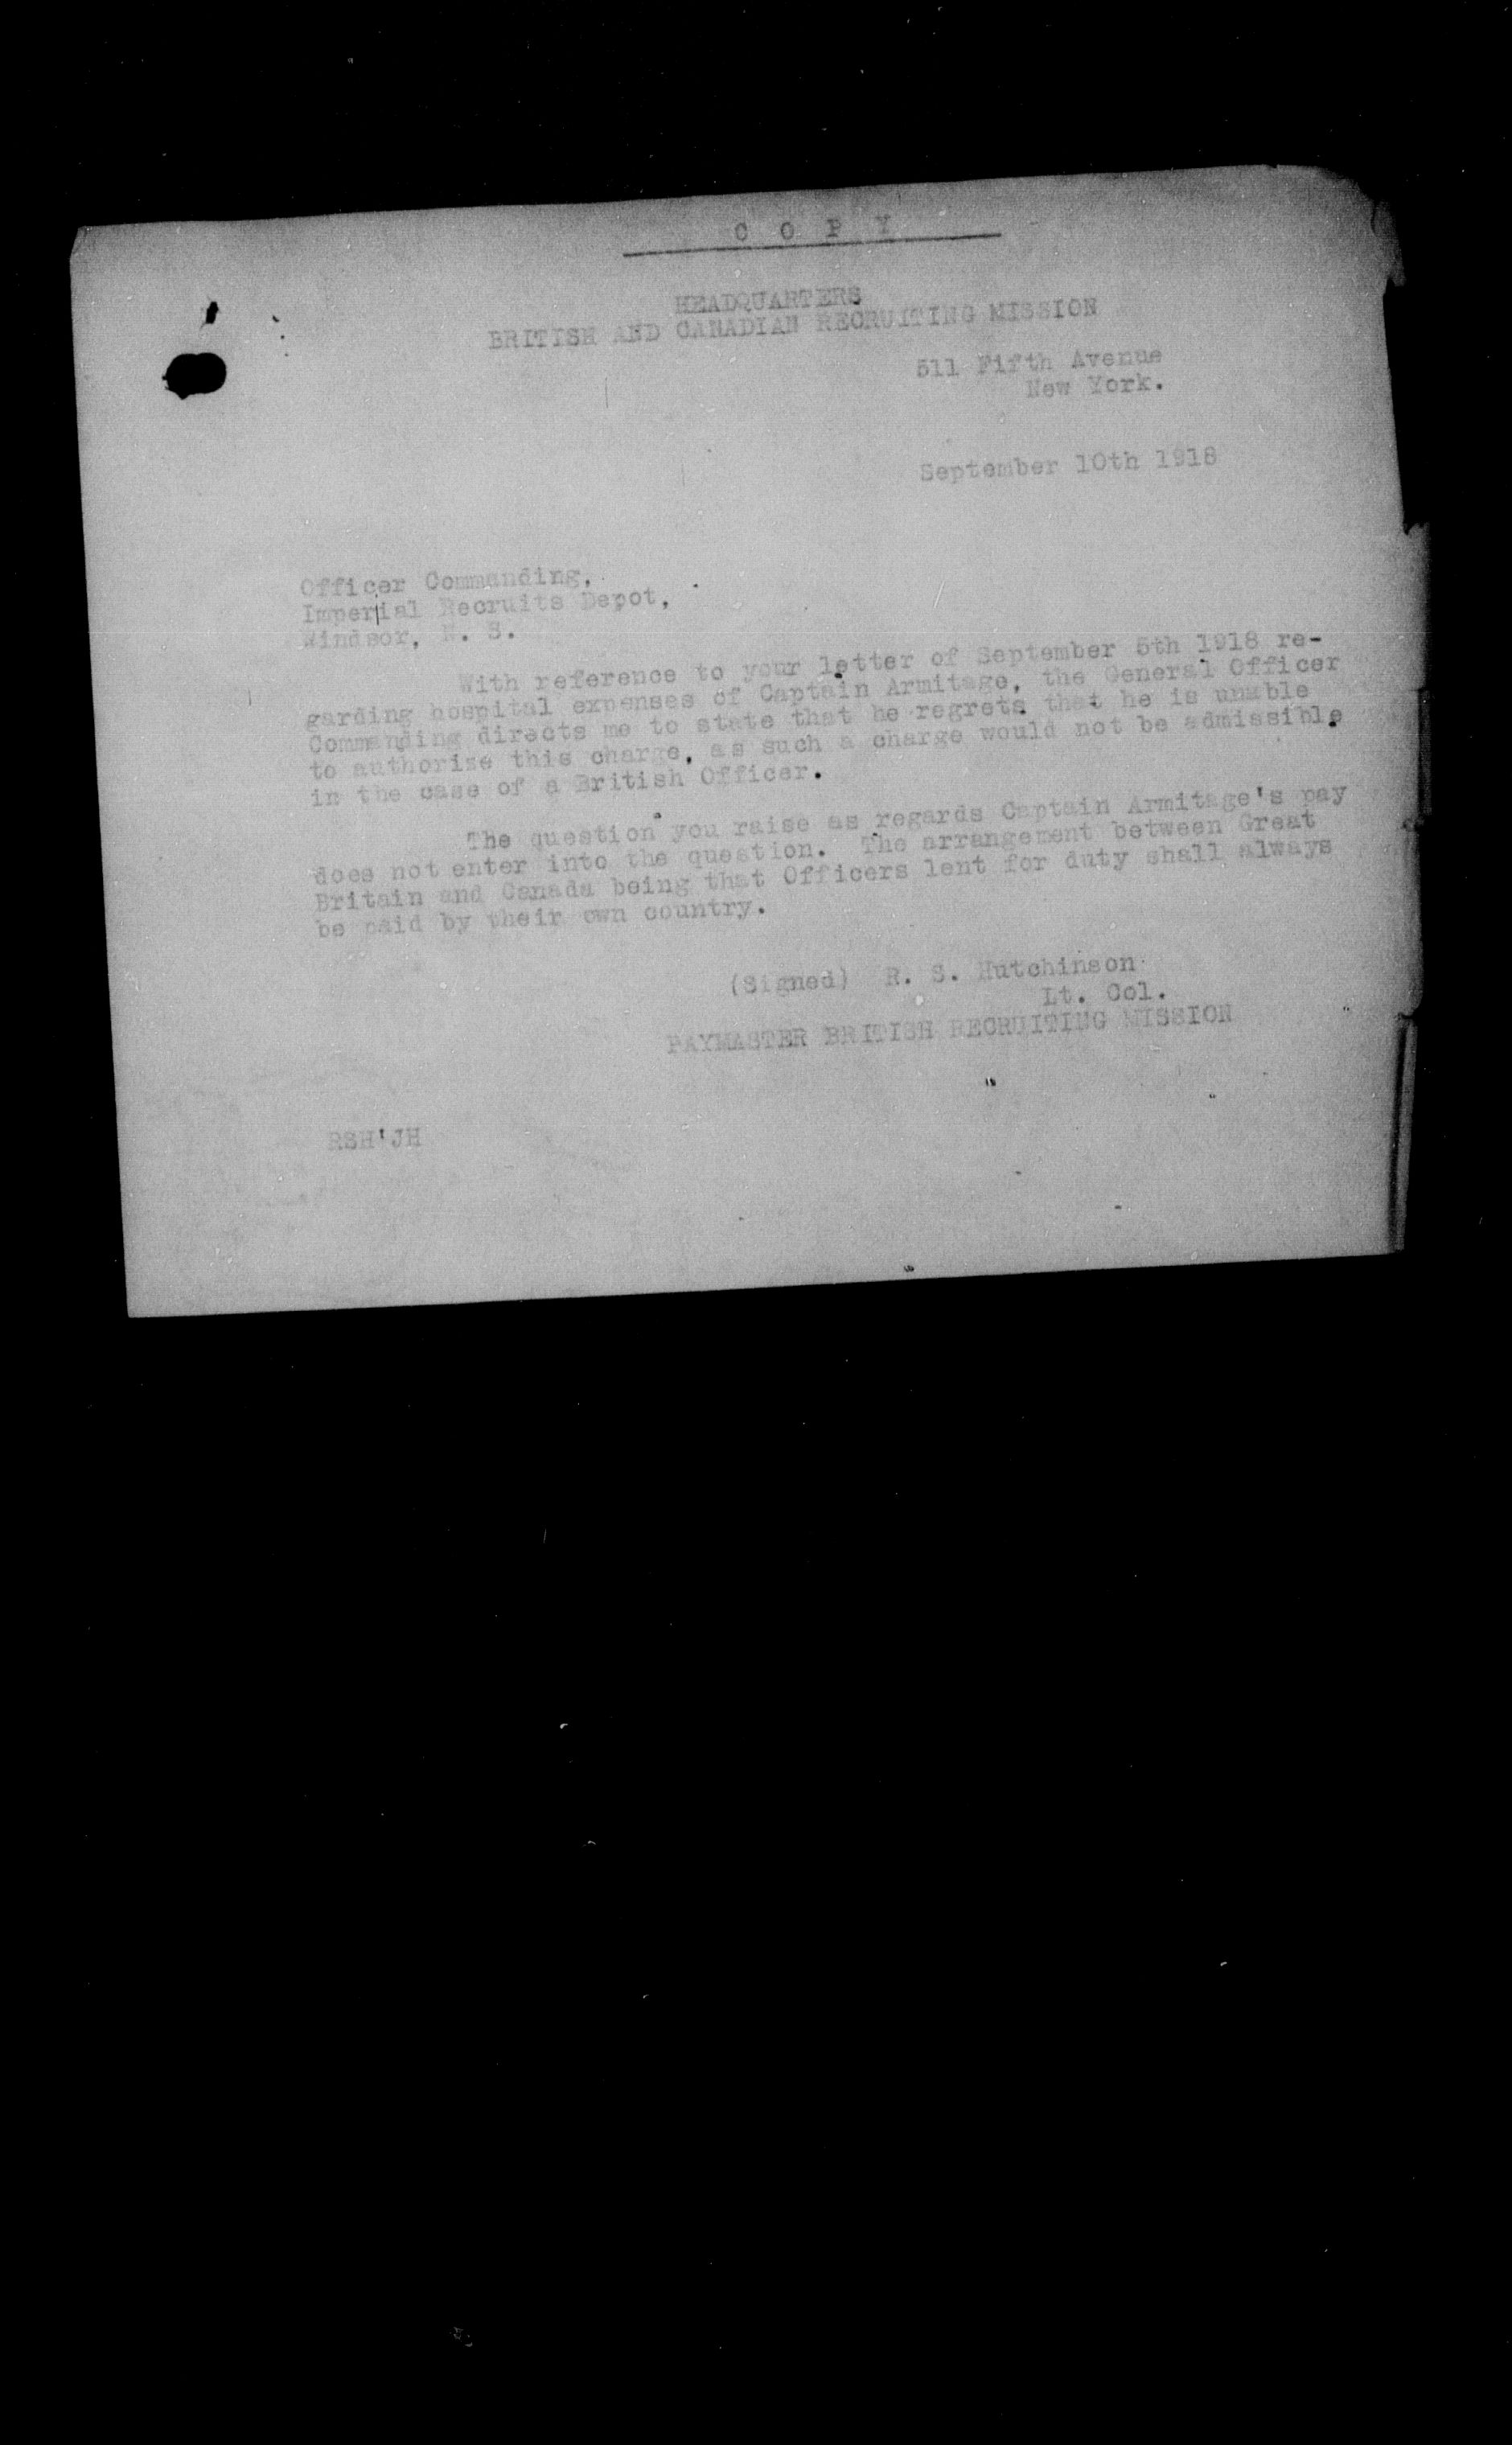 C O P Y
HEADQUARTERS
BRITISH AND CANADIAN RECRUITING MISSION
511 Fifth Avenue
New York.
September 10th 1918
Officer Commanding,
Imperial Recruits Depot,
Windsor, N. S.
With reference to your letter of September 5th 1918 re-
garding hospital expenses of Captain Armitage, the General Officer
Commanding directs me to state that he regrets that he is unable
to authorise this charge, as such a charge would not be admissible
in the case of a British Officer.
The question you raise as regards Captain Armitage's pay
does not enter into the question. The arrangement between Great
Britain and Canada being that Officers lent for duty shall always
be paid by their own country.
(Signed) R. S. Hutchinson
Lt. Col.
PAYMASTER BRITISH RECRUITING MISSION
RSH'JH